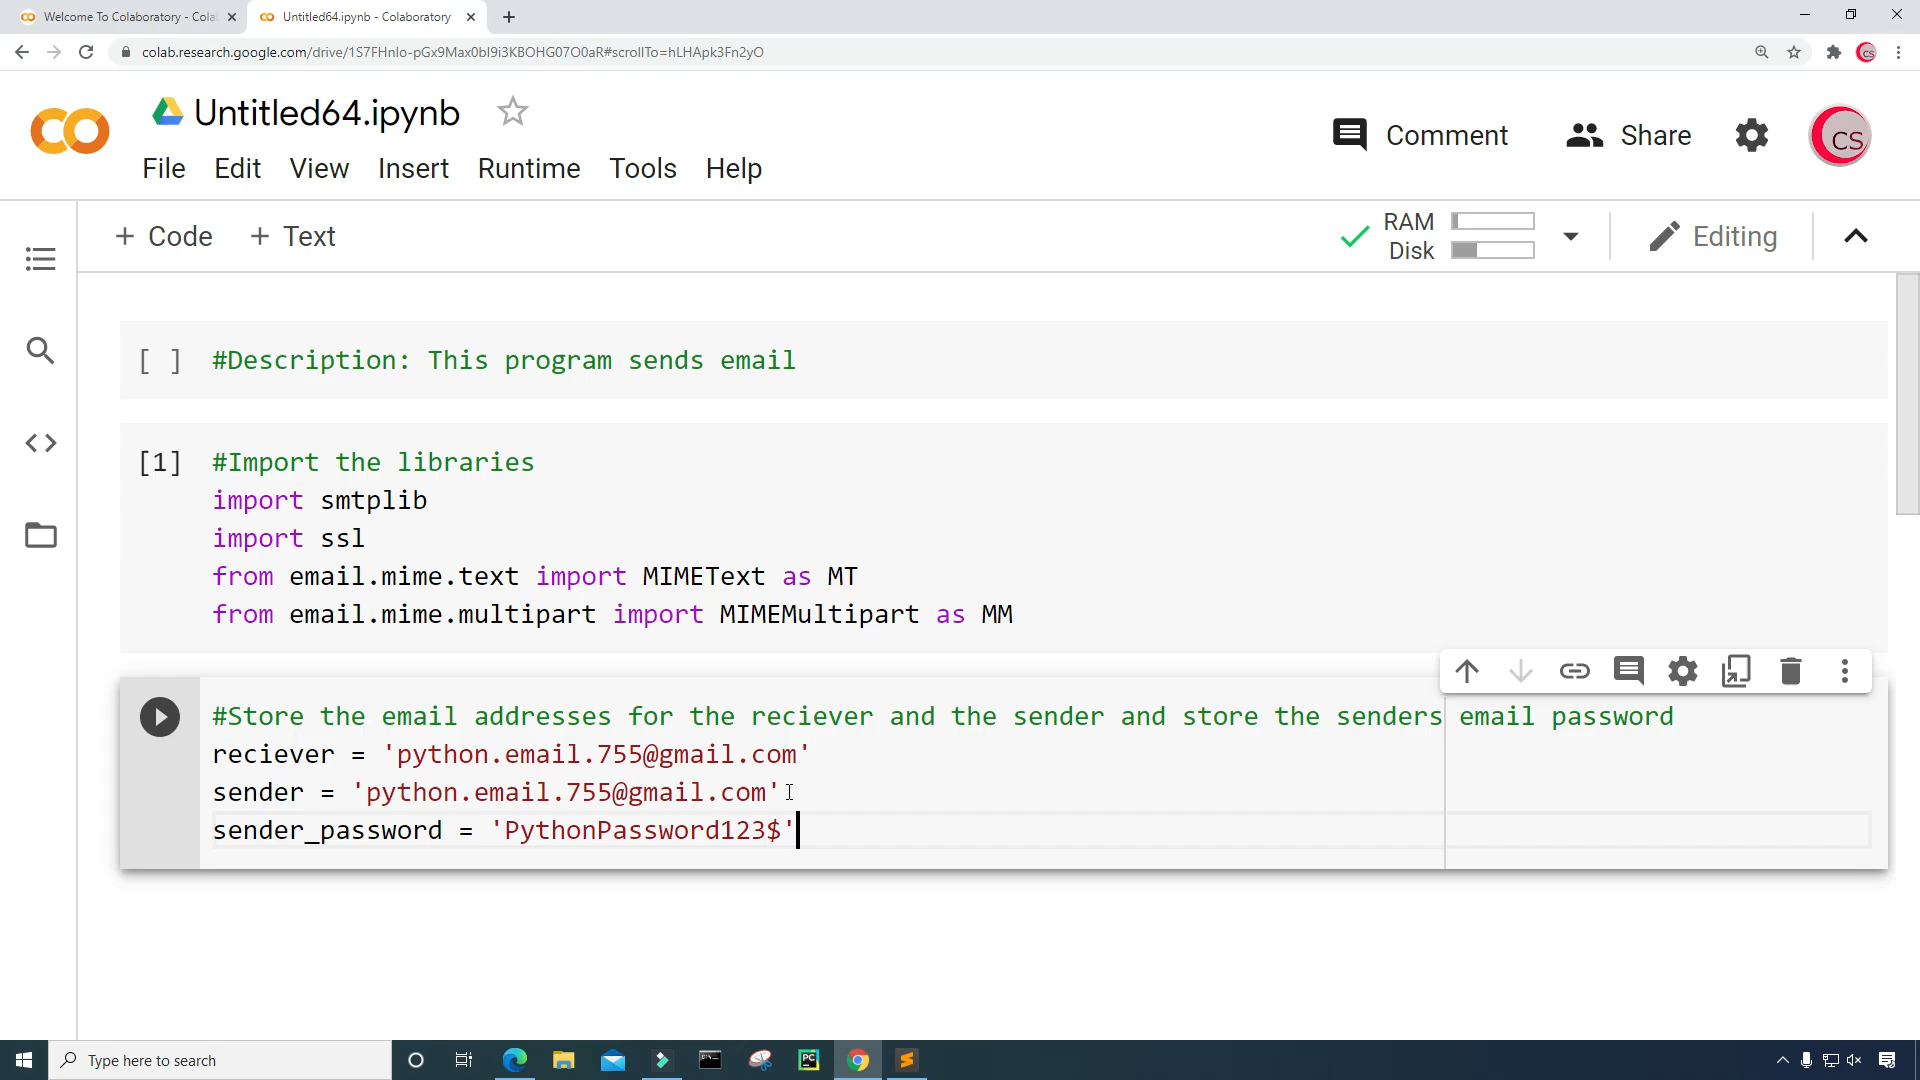 Welcome To Colaboratory - Cola
Untitled64.ipynb - Colaboratory
colab.research.google.com/drive/1S7FHnIo-pGx9Max0bI9i3KBOHG07O0aR#scrollTo=hLHApk3Fn2yO
Untitled64.ipynb
Comment
Share
CS
File Edit View Insert Runtime Tools Help
+ Code + Text
RAM
Disk
Editing
[ ] #Description: This program sends email
[1] #Import the libraries
import smtplib
import ssl
from email.mime.text import MIMEText as MT
from email.mime.multipart import MIMEMultipart as MM
#Store the email addresses for the reciever and the sender and store the senders email password
reciever = 'python.email.755@gmail.com'
sender = 'python.email.755@gmail.com'
sender_password = 'PythonPassword123$'
Type here to search